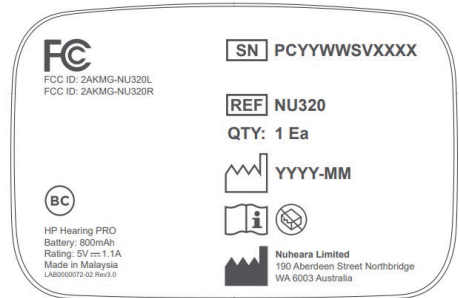 FC
FCC ID: 2AKMG-NU320L
FCC ID: 2AKMG-NU320R
BC
HP Hearing PRO
Battery: 800mAh
Rating: 5V⎓1.1A
Made in Malaysia
LAB0000072-02 Rev3.0
SN PCYYWWSVXXXX
REF NU320
QTY: 1 Ea
YYYY-MM
i
Nuheara Limited
190 Aberdeen Street Northbridge
WA 6003 Australia